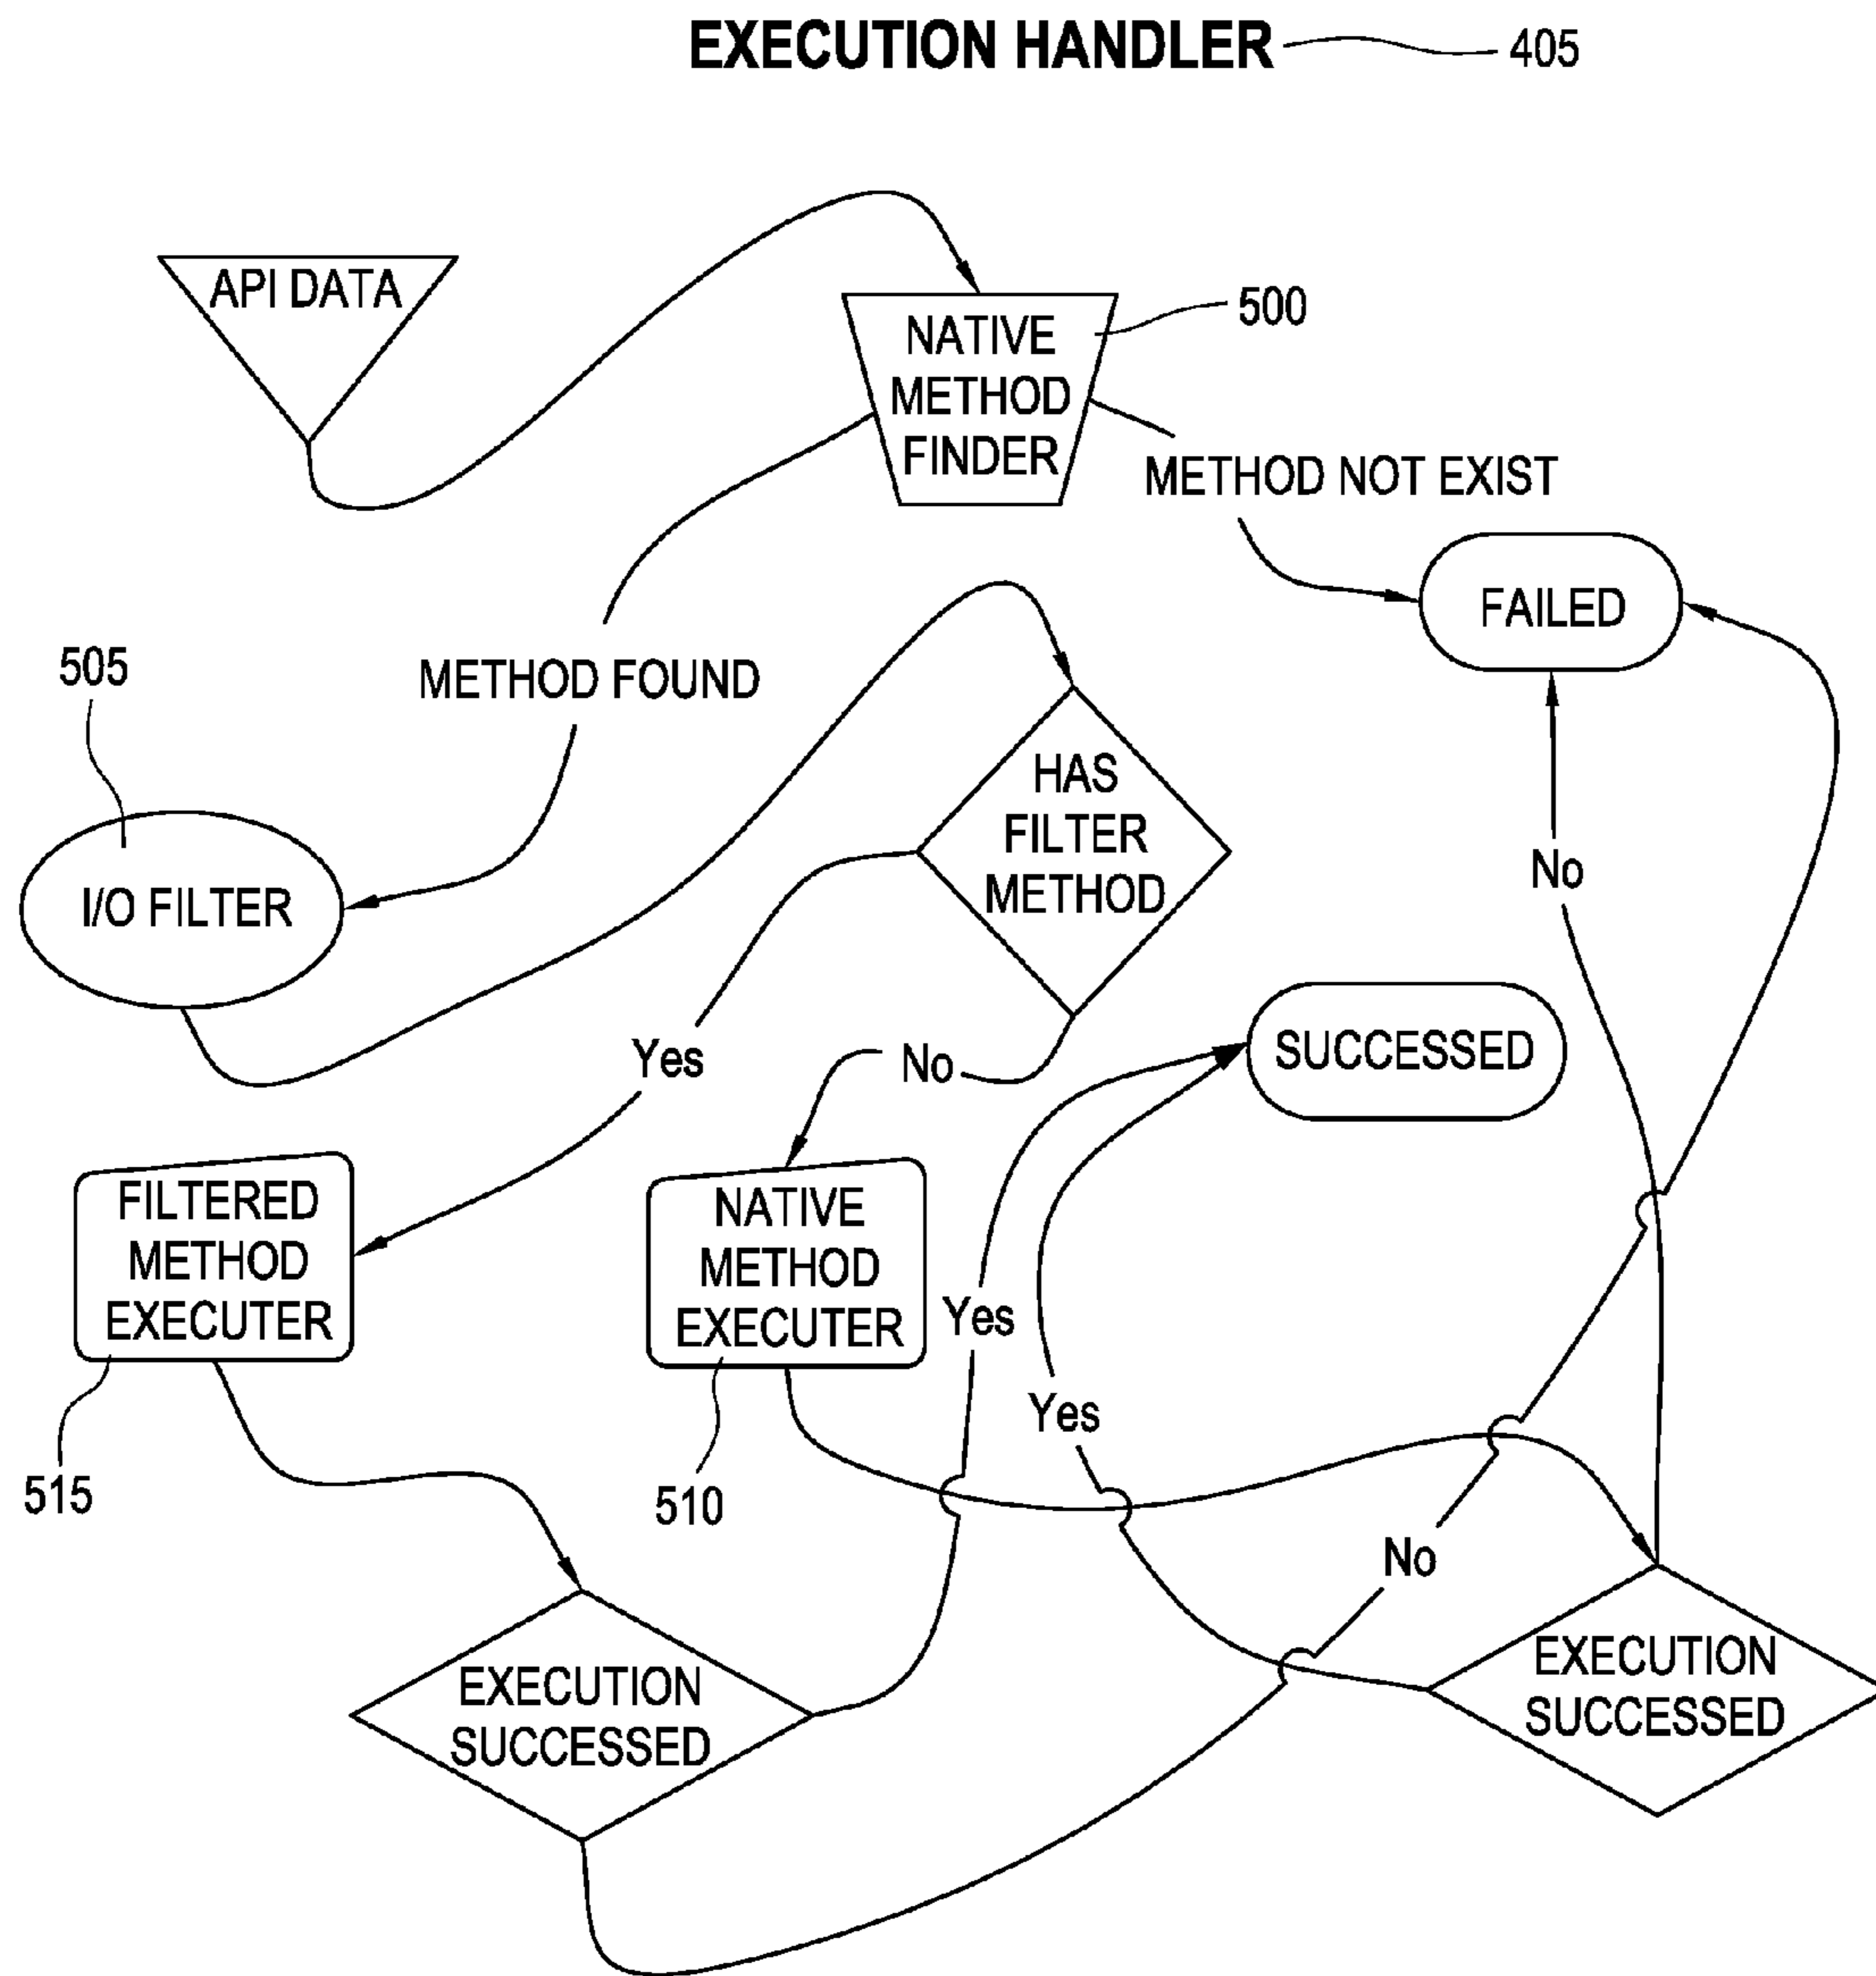 EXECUTION HANDLER
405
API DATA
NATIVE
METHOD
FINDER
500
METHOD NOT EXIST
FAILED
METHOD FOUND
505
I/O FILTER
HAS
FILTER
METHOD
No
SUCCESSED
Yes
No
FILTERED
METHOD
EXECUTER
NATIVE
METHOD
EXECUTER
Yes
Yes
515
510
No
EXECUTION
SUCCESSED
EXECUTION
SUCCESSED